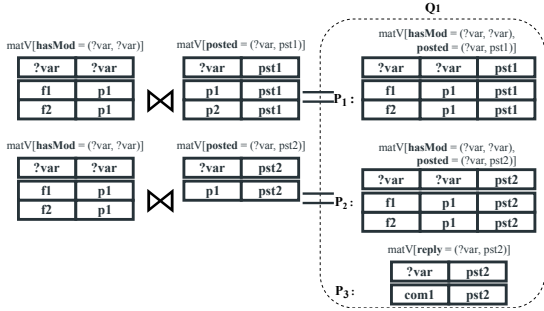 Q1
matV[hasMod = (?var, ?var)]
?var ?var
f1 p1
f2 p1
matV[posted = (?var, pst1)]
?var pst1
p1 pst1
p2 pst1
P1 :
matV[hasMod = (?var, ?var),
posted = (?var, pst1)]
?var ?var pst1
f1 p1 pst1
f2 p1 pst1
matV[hasMod = (?var, ?var)]
?var ?var
f1 p1
f2 p1
matV[posted = (?var, pst2)]
?var pst2
p1 pst2
P2 :
matV[hasMod = (?var, ?var),
posted = (?var, pst2)]
?var ?var pst2
f1 p1 pst2
f2 p1 pst2
matV[reply = (?var, pst2)]
P3 :
?var pst2
com1 pst2